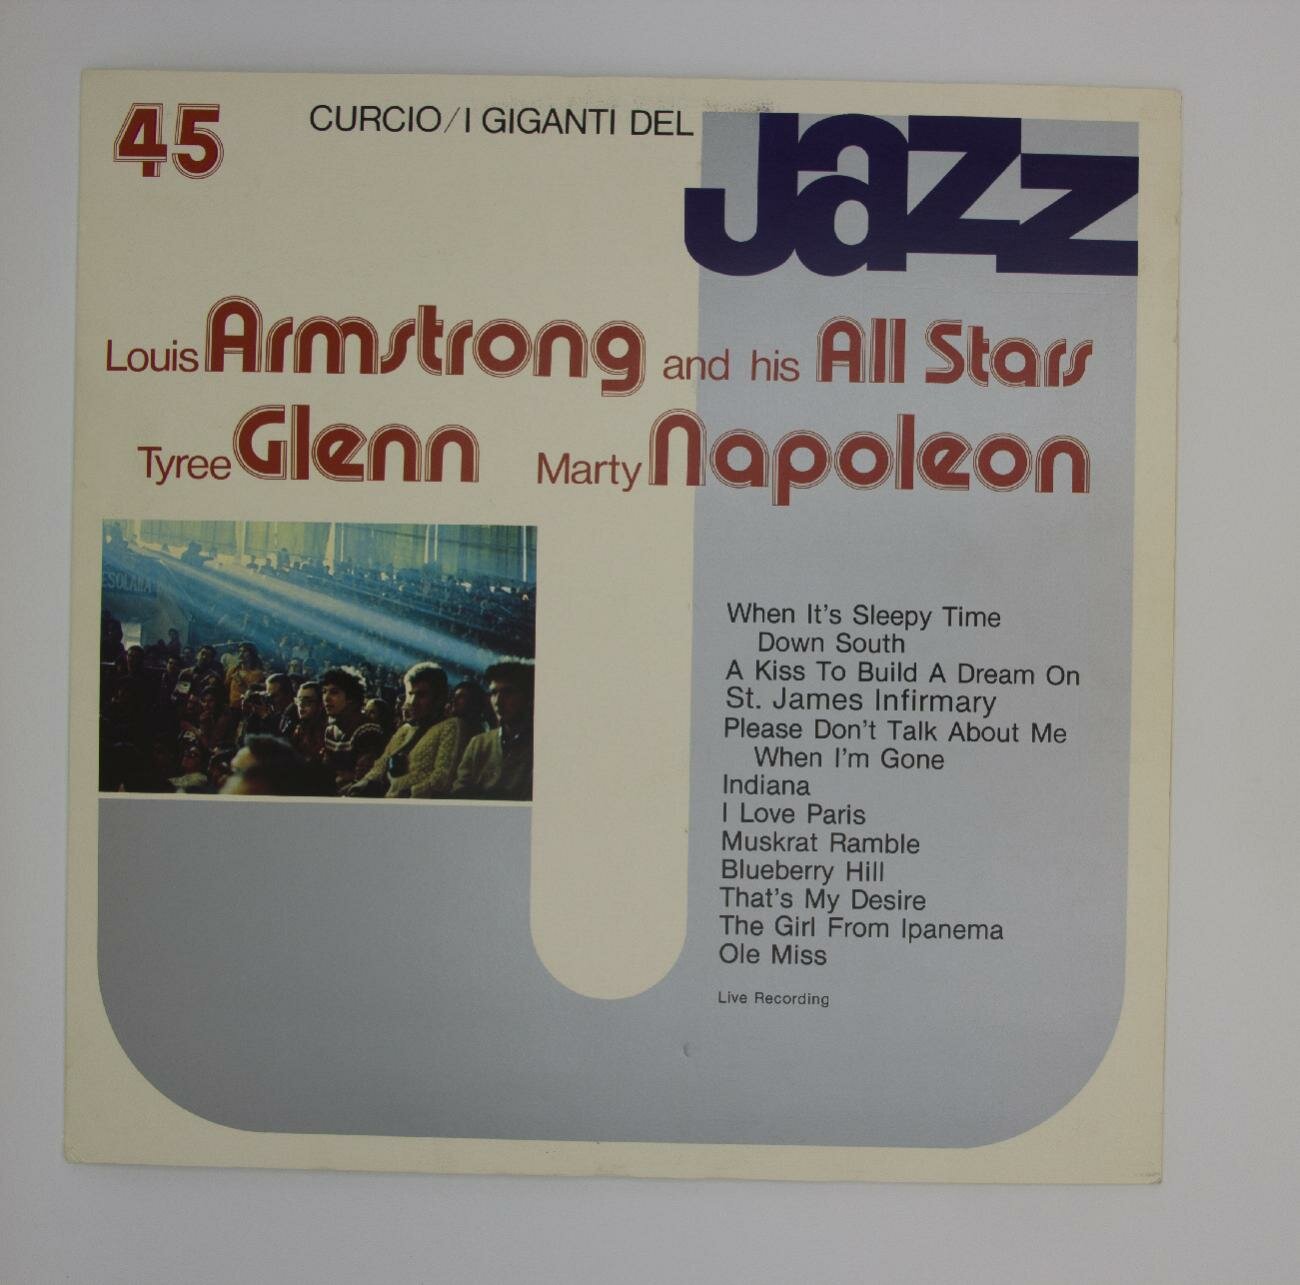 45
CURCIO/I GIGANTI DEL
Jazz
Louis Armstrong and his All Stars
Tyree Glenn Marty Napoleon
ESOLARA
When It's Sleepy Time
Down South
A Kiss To Build A Dream On
St. James Infirmary
Please Don't Talk About Me
When I'm Gone
Indiana
I Love Paris
Muskrat Ramble
Blueberry Hill
That's My Desire
The Girl From Ipanema
Ole Miss
Live Recording